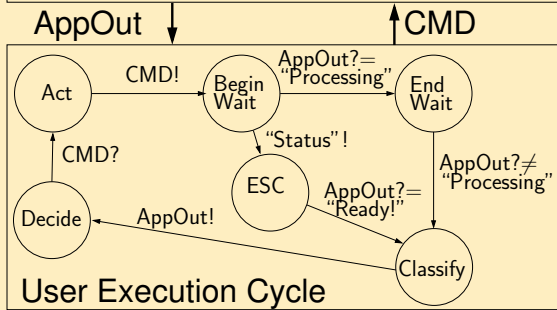 AppOut
CMD
Act
CMD!
Begin
Wait
AppOut?=
“Processing”
End
Wait
“Status”!
CMD?
ESC
AppOut?=
“Ready!”
AppOut?≠
“Processing”
Decide
AppOut!
Classify
User Execution Cycle